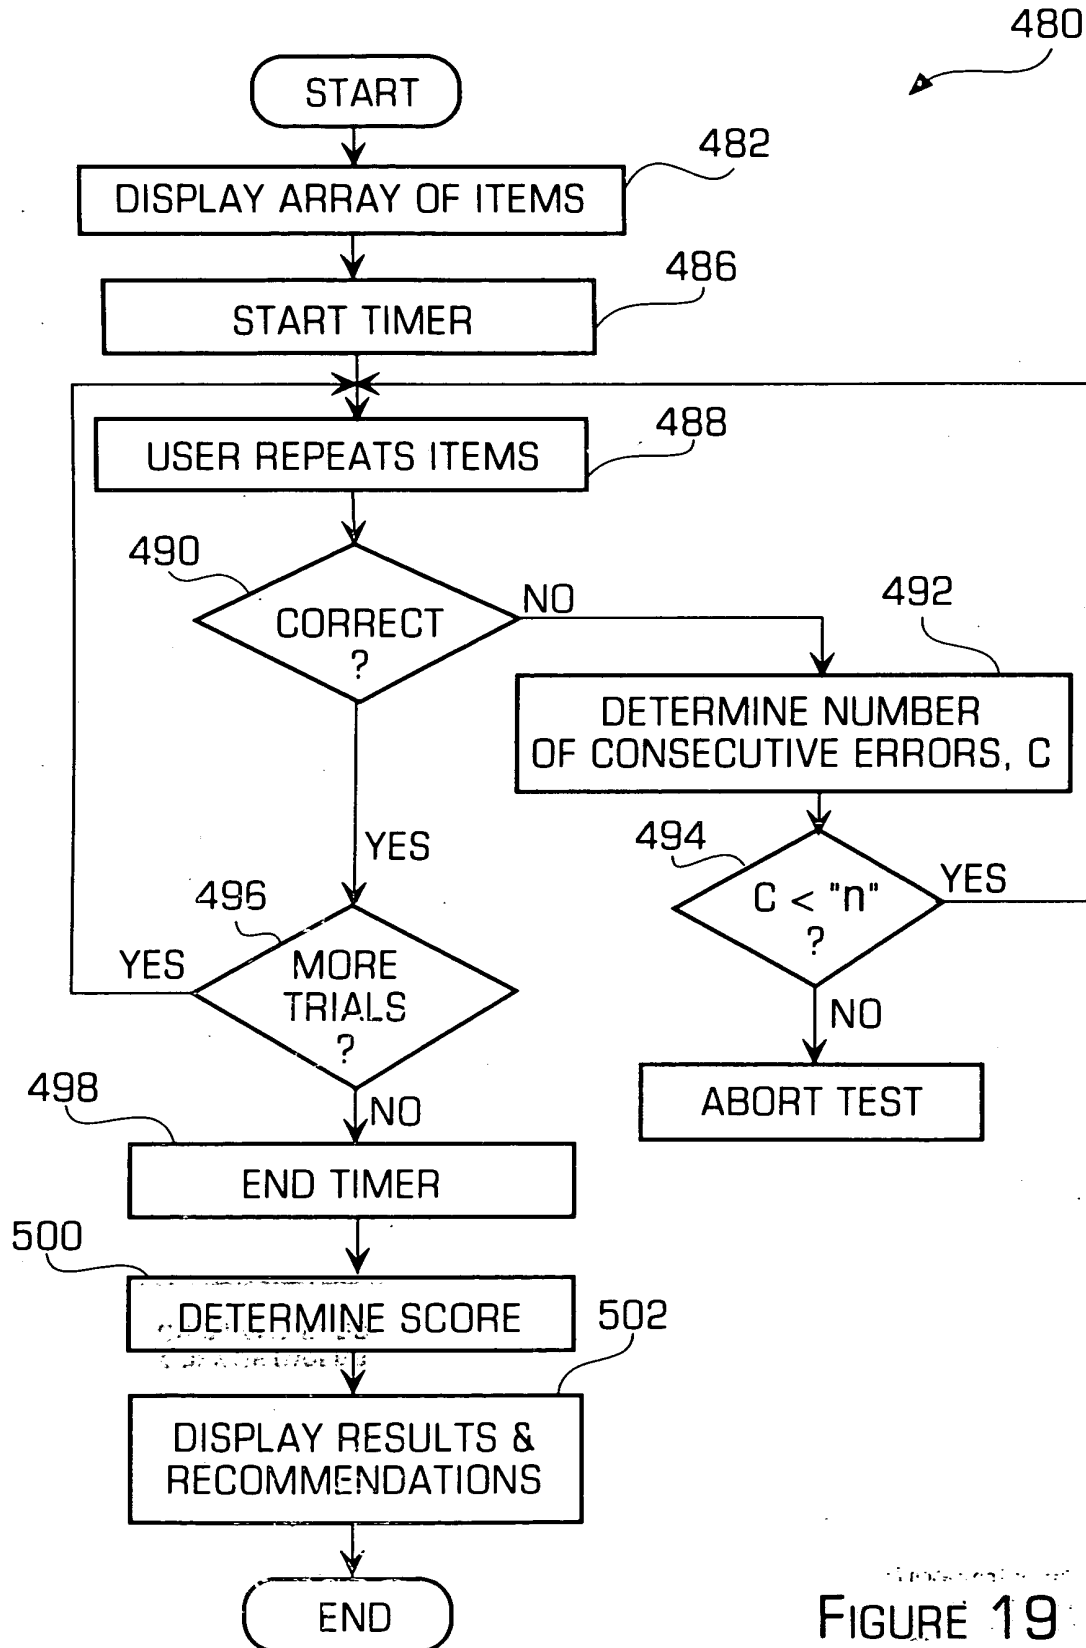 480
START
482
DISPLAY ARRAY OF ITEMS
486
START TIMER
488
USER REPEATS ITEMS
490
CORRECT
?
NO
492
DETERMINE NUMBER
OF CONSECUTIVE ERRORS, C
YES
494
C < "n"
?
YES
496
YES
MORE
TRIALS
?
NO
ABORT TEST
498
NO
END TIMER
500
DETERMINE SCORE
502
DISPLAY RESULTS &
RECOMMENDATIONS
END
FIGURE 19